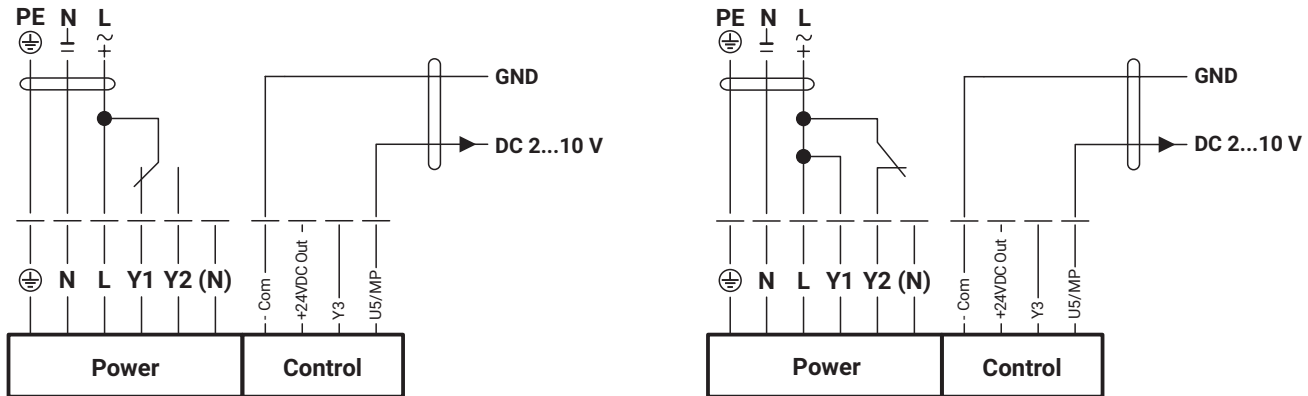 PE N L
GND
DC 2...10 V
N L Y1 Y2 (N)
- Com
+24VDC Out
Y3
U5/MP
Power
Control
PE N L
GND
DC 2...10 V
N L Y1 Y2 (N)
- Com
+24VDC Out
Y3
U5/MP
Power
Control